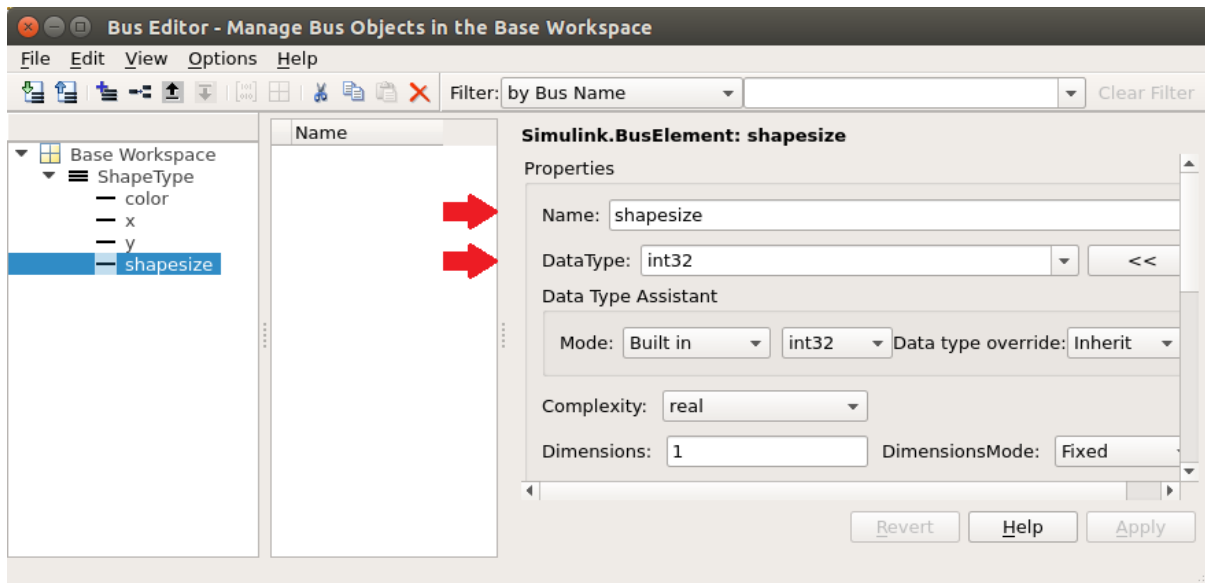 Bus Editor - Manage Bus Objects in the Base Workspace
File Edit View Options Help
Filter: by Bus Name Clear Filter
Name
Base Workspace
ShapeType
color
x
y
shapesize
Simulink.BusElement: shapesize
Properties
Name: shapesize
DataType: int32 <<
Data Type Assistant
Mode: Built in int32 Data type override: Inherit
Complexity: real
Dimensions: 1 DimensionsMode: Fixed
Revert Help Apply